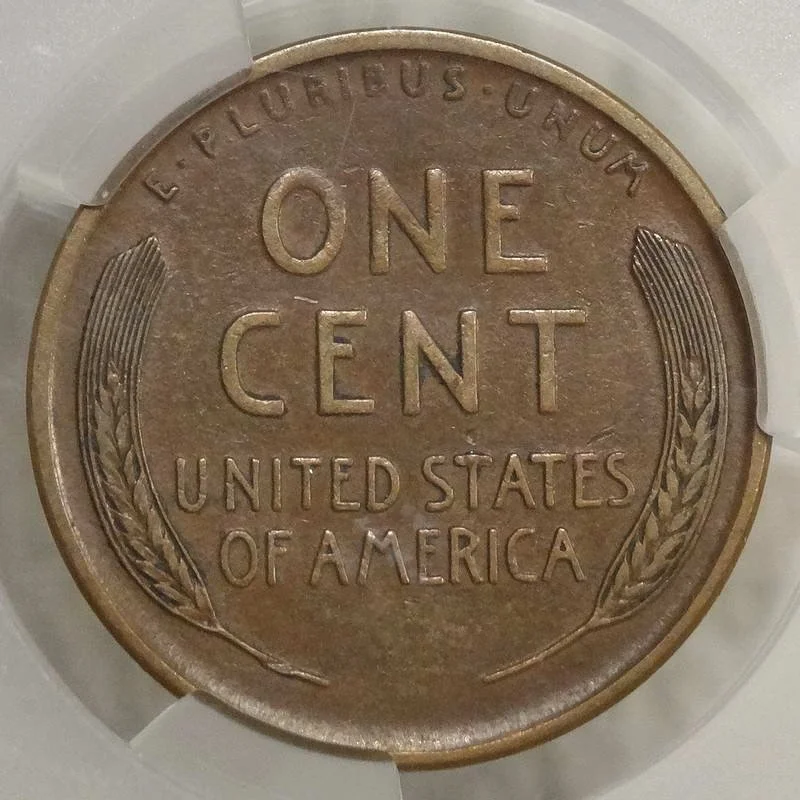 E·PLURIBUS·UNUM
ONE
CENT
UNITED STATES
OF AMERICA